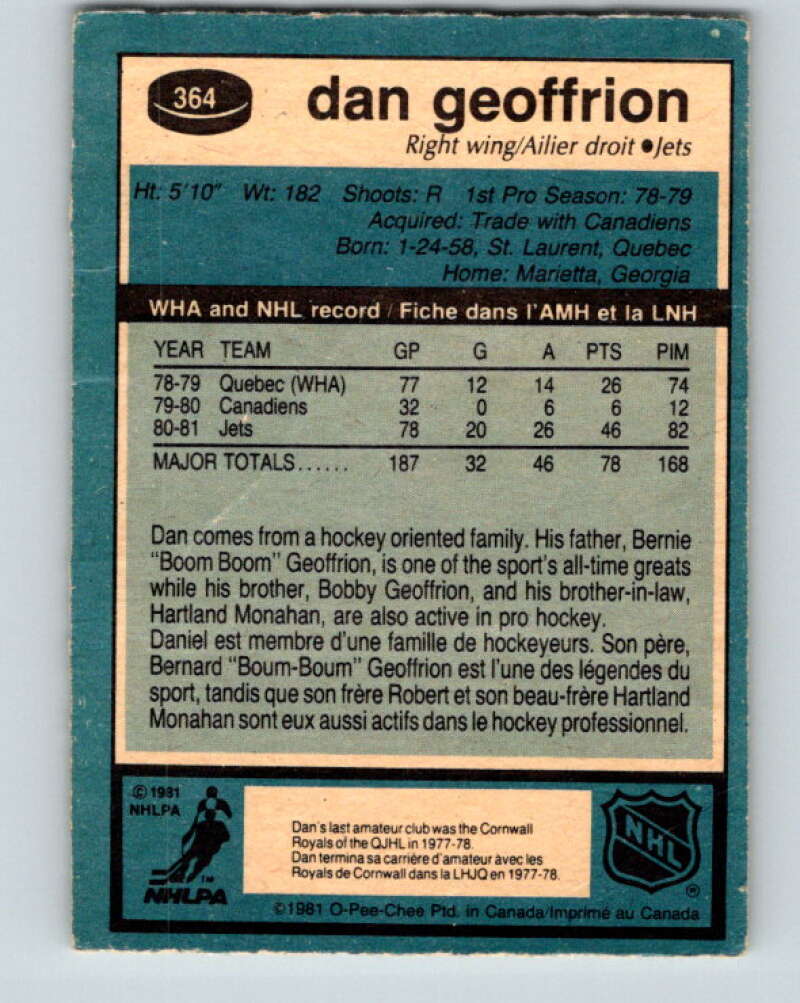 364
dan geoffrion
Right wing/Ailier droit ●Jets
Ht: 5'10" Wt: 182 Shoots: R 1st Pro Season: 78-79
Acquired: Trade with Canadiens
Born: 1-24-58, St. Laurent, Quebec
Home: Marietta, Georgia
WHA and NHL record / Fiche dans l'AMH et la LNH
YEAR TEAM GP G A PTS PIM
78-79 Quebec (WHA) 77 12 14 26 74
79-80 Canadiens 32 0 6 6 12
80-81 Jets 78 20 26 46 82
MAJOR TOTALS...... 187 32 46 78 168
Dan comes from a hockey oriented family. His father, Bernie
"Boom Boom" Geoffrion, is one of the sport's all-time greats
while his brother, Bobby Geoffrion, and his brother-in-law,
Hartland Monahan, are also active in pro hockey.
Daniel est membre d'une famille de hockeyeurs. Son père,
Bernard "Boum-Boum" Geoffrion est l'une des légendes du
sport, tandis que son frère Robert et son beau-frère Hartland
Monahan sont eux aussi actifs dans le hockey professionnel.
© 1981
NHLPA
TM
NHLPA
Dan's last amateur club was the Cornwall
Royals of the QJHL in 1977-78.
Dan termina sa carrière d'amateur avec les
Royals de Cornwall dans la LHJQ en 1977-78.
NHL
®
©1981 O-Pee-Chee Ptd. in Canada/Imprimé au Canada